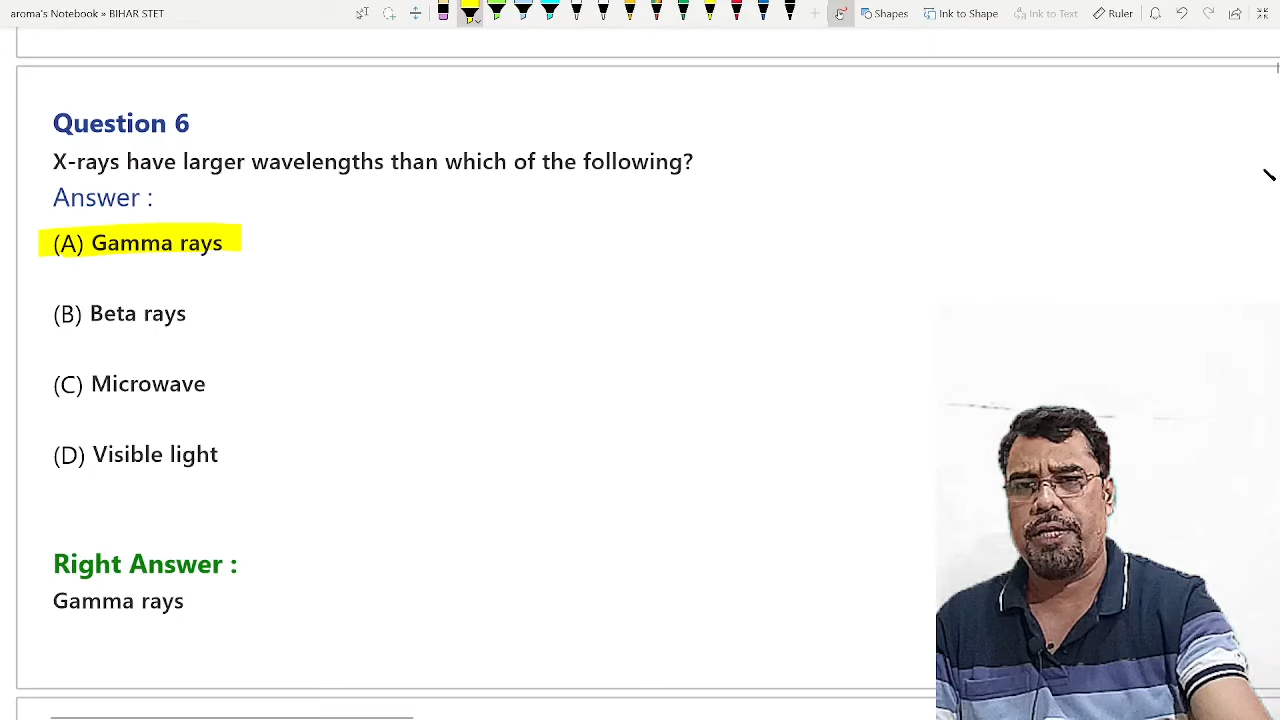 aroma's Notebook » BIHAR STET
Shapes
Ink to Shape
Ink to Text
Ruler
Question 6
X-rays have larger wavelengths than which of the following?
Answer :
(A) Gamma rays
(B) Beta rays
(C) Microwave
(D) Visible light
Right Answer :
Gamma rays